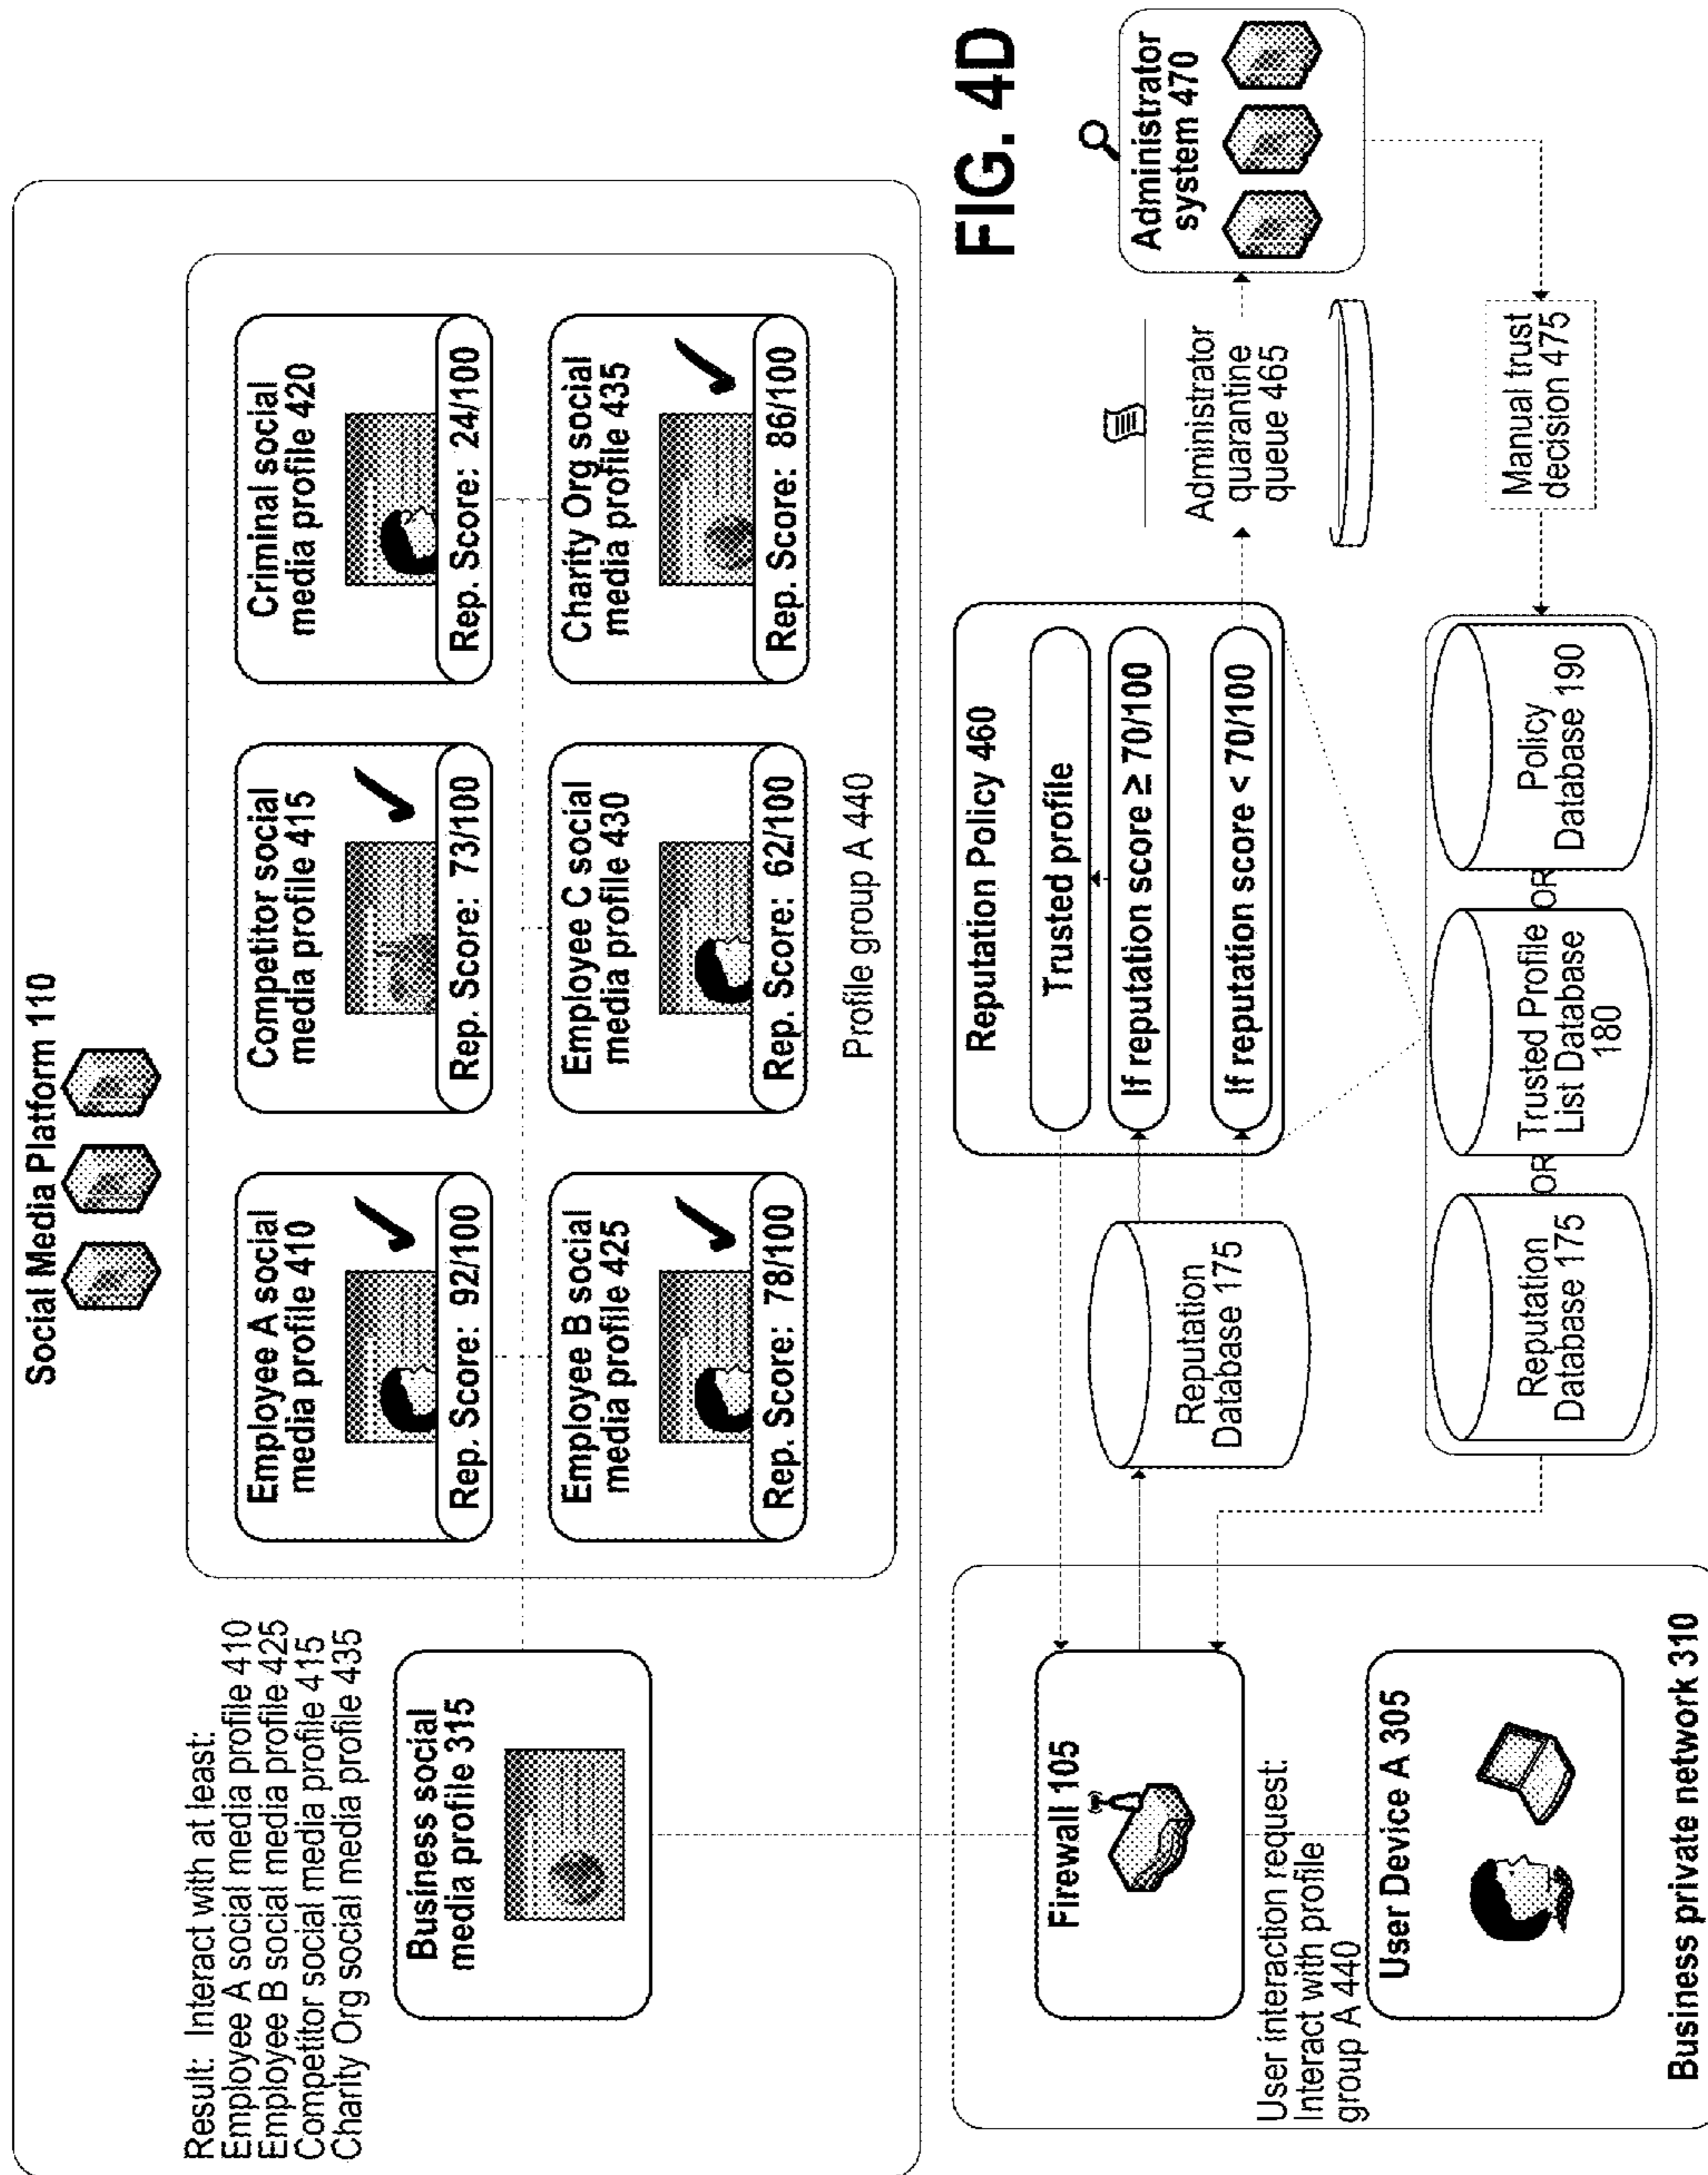 Social Media Platform 110
Result: Interact with at least:
Employee A social media profile 410
Employee B social media profile 425
Competitor social media profile 415
Charity Org social media profile 435
Business social
media profile 315
Employee A social
media profile 410
Rep. Score: 92/100
Competitor social
media profile 415
Rep. Score: 73/100
Criminal social
media profile 420
Rep. Score: 24/100
Employee B social
media profile 425
Rep. Score: 78/100
Employee C social
media profile 430
Rep. Score: 62/100
Charity Org social
media profile 435
Rep. Score: 86/100
Profile group A 440
FIG. 4D
Firewall 105
User interaction request:
Interact with profile
group A 440
User Device A 305
Business private network 310
Reputation
Database 175
Reputation Policy 460
Trusted profile
If reputation score ≥ 70/100
If reputation score < 70/100
Administrator
quarantine
queue 465
Administrator
system 470
Manual trust
decision 475
Reputation
Database 175
OR
Trusted Profile
List Database
180
OR
Policy
Database 190